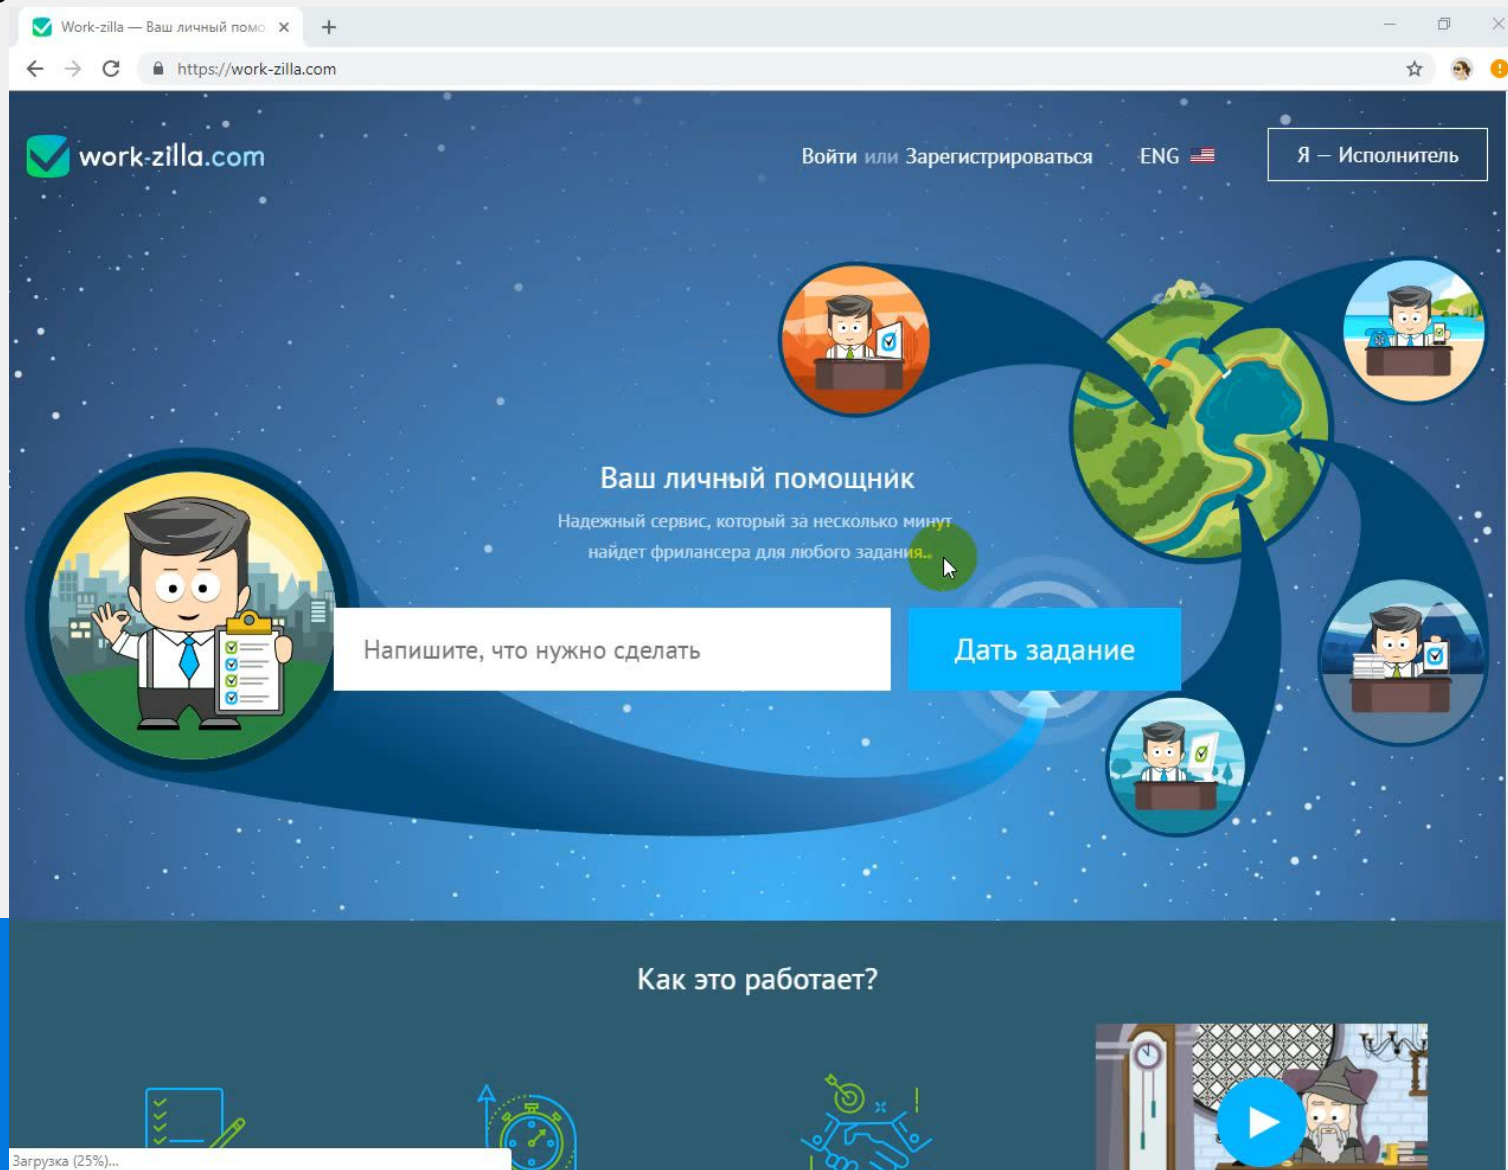 Work-zilla — Ваш личный помо
https://work-zilla.com
work-zilla.com
Войти или Зарегистрироваться
ENG
Я — Исполнитель
Ваш личный помощник
Надежный сервис, который за несколько минут
найдет фрилансера для любого задания..
Напишите, что нужно сделать
Дать задание
Как это работает?
Загрузка (25%)...